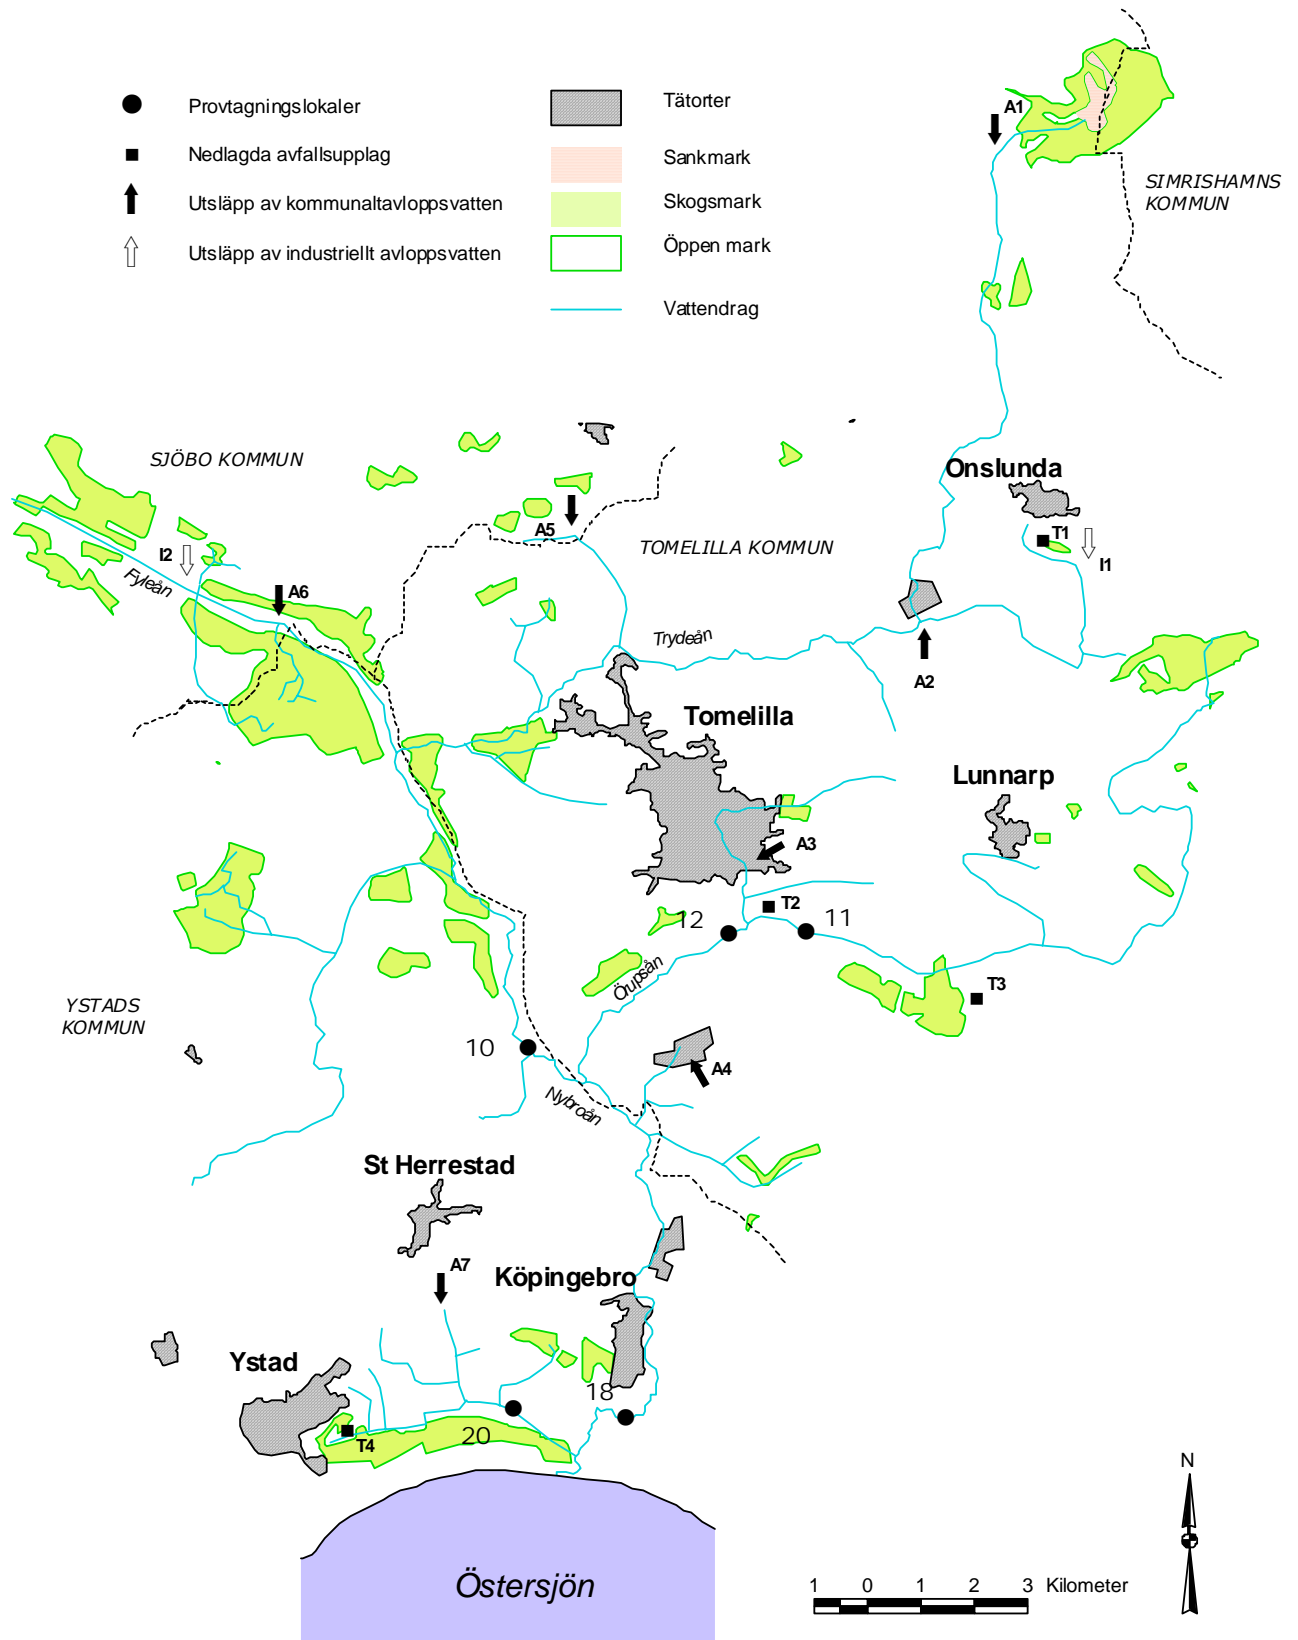 Provtagningslokaler
Nedlagda avfallsupplag
Utsläpp av kommunaltavloppsvatten
Utsläpp av industriellt avloppsvatten
Tätorter
Sankmark
Skogsmark
Öppen mark
Vattendrag
A1
SIMRISHAMNS
KOMMUN
SJÖBO KOMMUN
Onslunda
A5
TOMELILLA KOMMUN
T1
I1
I2
Fyleån
A6
Trydeån
A2
Tomelilla
Lunnarp
A3
T2
12
11
Örupsån
T3
YSTADS
KOMMUN
10
A4
Nybroån
St Herrestad
A7
Köpingebro
Ystad
18
20
T4
N
Östersjön
1 0 1 2 3 Kilometer